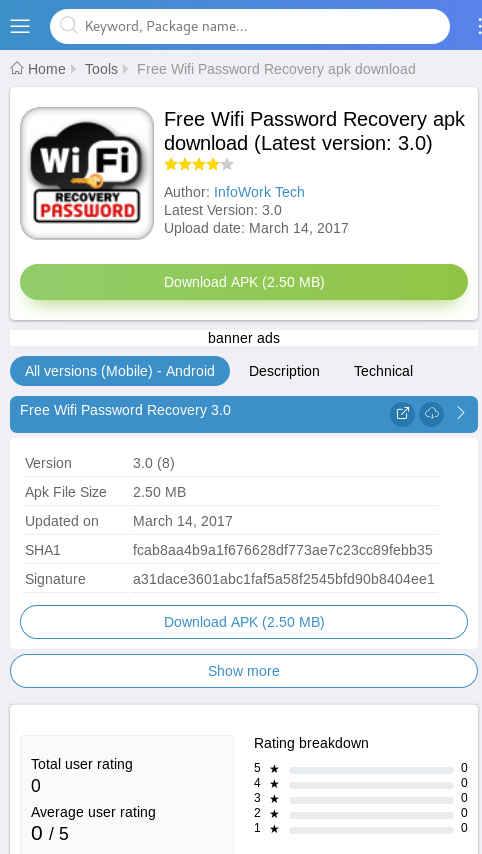 Keyword, Package name...
Home Tools Free Wifi Password Recovery apk download
Wi Fi
RECOVERY
PASSWORD
Free Wifi Password Recovery apk
download (Latest version: 3.0)
Author: InfoWork Tech
Latest Version: 3.0
Upload date: March 14, 2017
Download APK (2.50 MB)
banner ads
All versions (Mobile) - Android Description Technical
Free Wifi Password Recovery 3.0
Version 3.0 (8)
Apk File Size 2.50 MB
Updated on March 14, 2017
SHA1 fcab8aa4b9a1f676628df773ae7c23cc89febb35
Signature a31dace3601abc1faf5a58f2545bfd90b8404ee1
Download APK (2.50 MB)
Show more
Total user rating
0
Average user rating
0 / 5
Rating breakdown
5 ★ 0
4 ★ 0
3 ★ 0
2 ★ 0
1 ★ 0